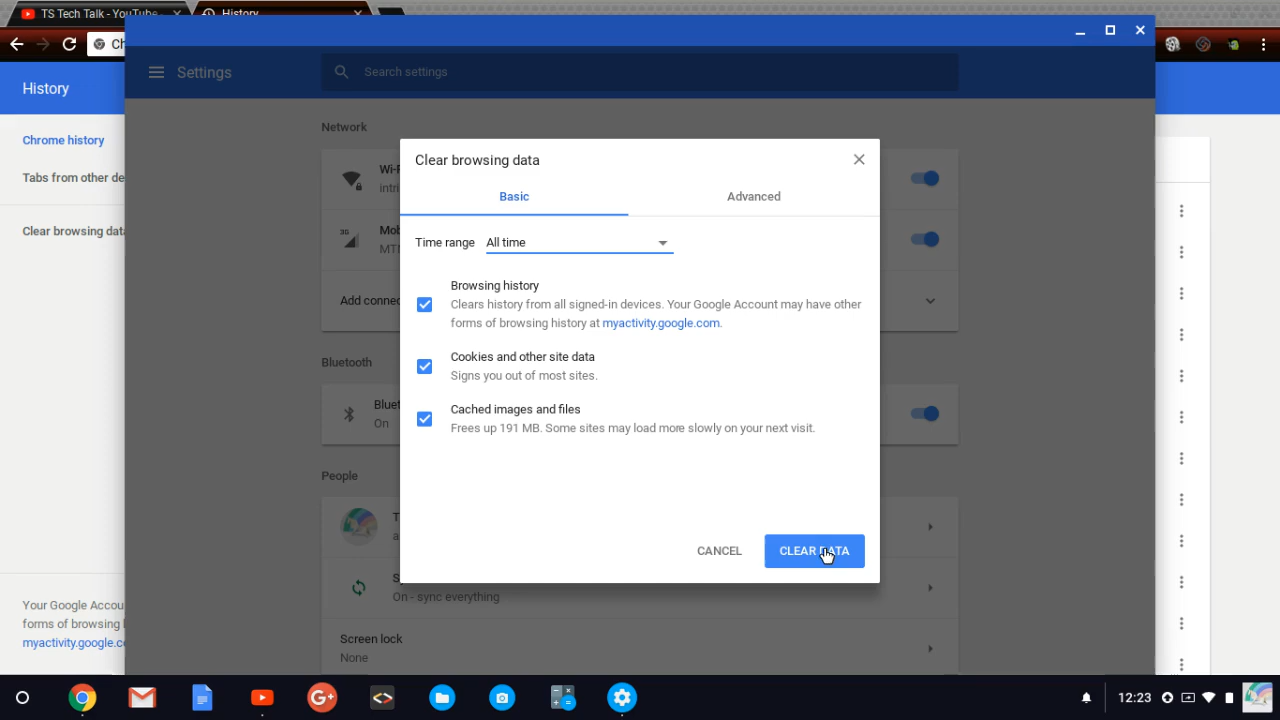 TS Tech Talk - YouTube
History
Settings
Search settings
History
Network
Chrome history
Clear browsing data
Basic
Advanced
Tabs from other de
Time range All time
Clear browsing data
3G
Add connec
Browsing history
Clears history from all signed-in devices. Your Google Account may have other
forms of browsing history at myactivity.google.com.
Bluetooth
Cookies and other site data
Signs you out of most sites.
Bluet
On
Cached images and files
Frees up 191 MB. Some sites may load more slowly on your next visit.
People
CANCEL
CLEAR DATA
On - sync everything
Your Google Accou
forms of browsing
myactivity.google.co
Screen lock
None
12:23